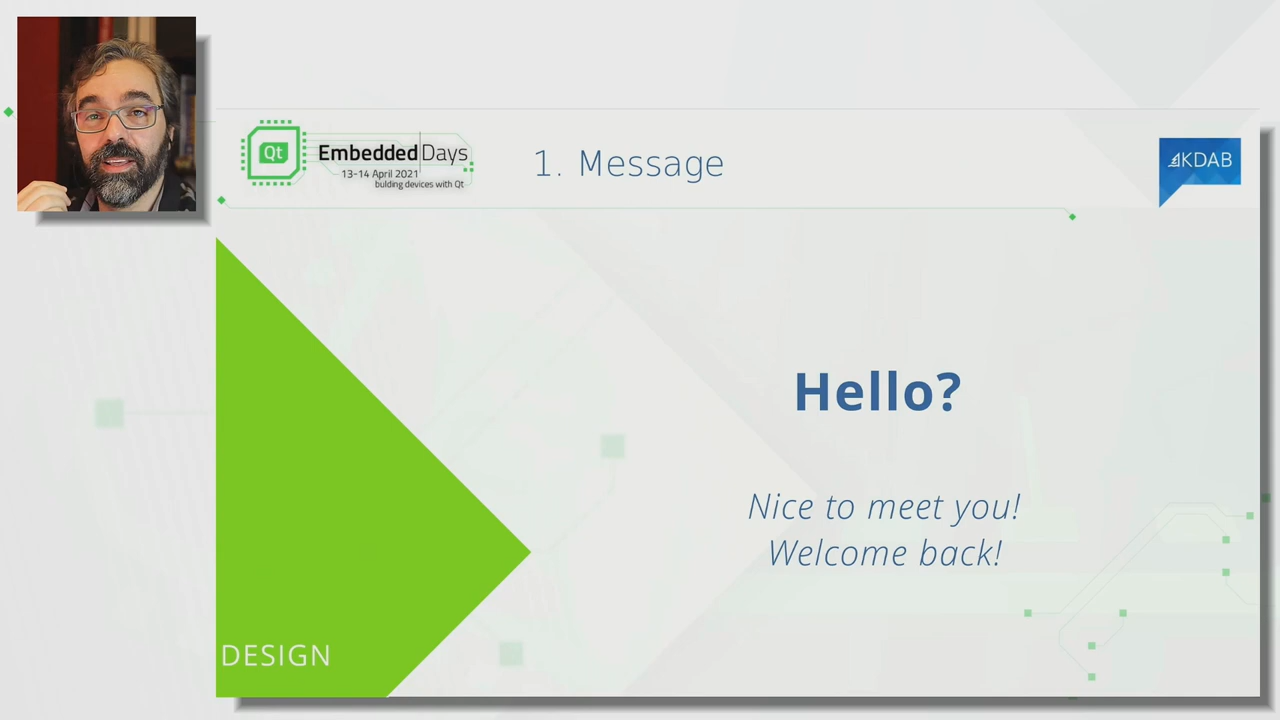 Qt
Embedded Days
13-14 April 2021
bulding devices with Qt
1. Message
KDAB
Hello?
Nice to meet you!
Welcome back!
DESIGN